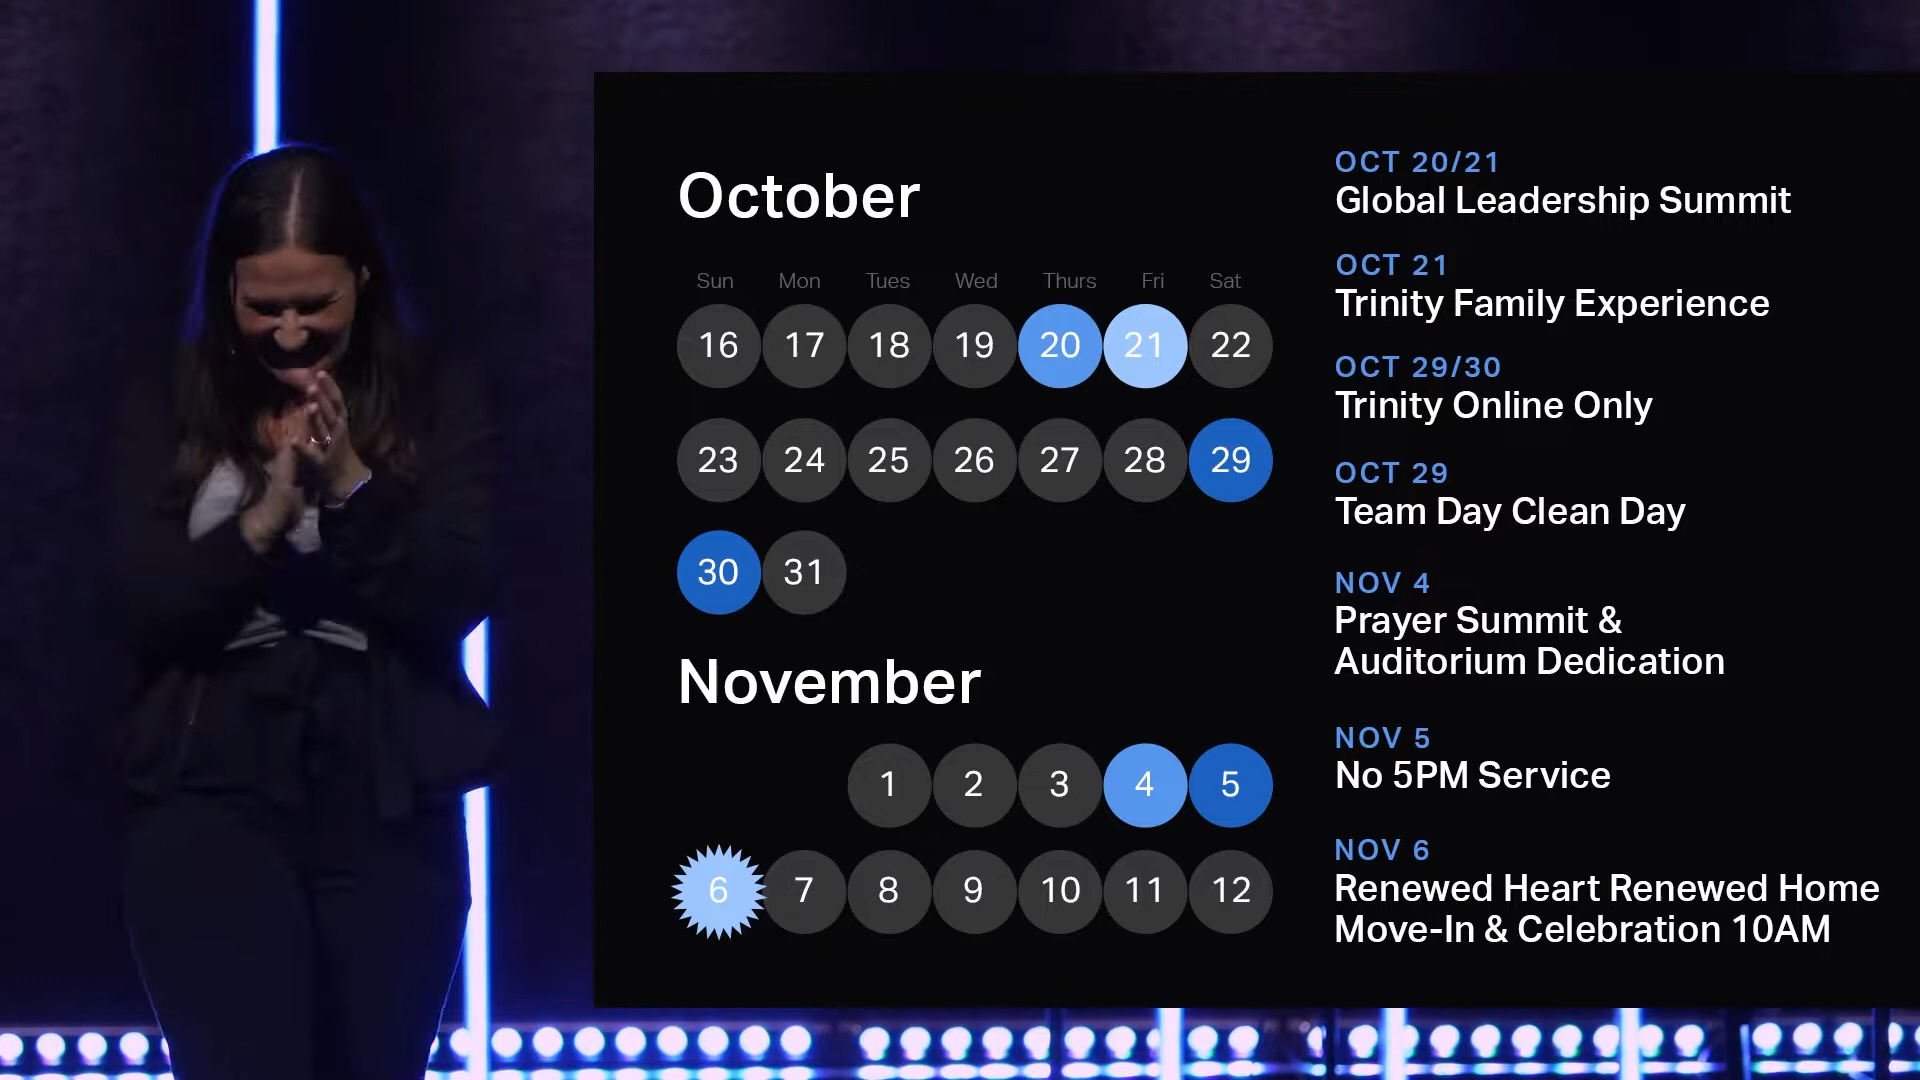 October
Sun Mon Tues Wed Thurs Fri Sat
16 17 18 19 20 21 22
23 24 25 26 27 28 29
30 31
November
1 2 3 4 5
6 7 8 9 10 11 12
OCT 20/21
Global Leadership Summit
OCT 21
Trinity Family Experience
OCT 29/30
Trinity Online Only
OCT 29
Team Day Clean Day
NOV 4
Prayer Summit &
Auditorium Dedication
NOV 5
No 5PM Service
NOV 6
Renewed Heart Renewed Home
Move-In & Celebration 10AM